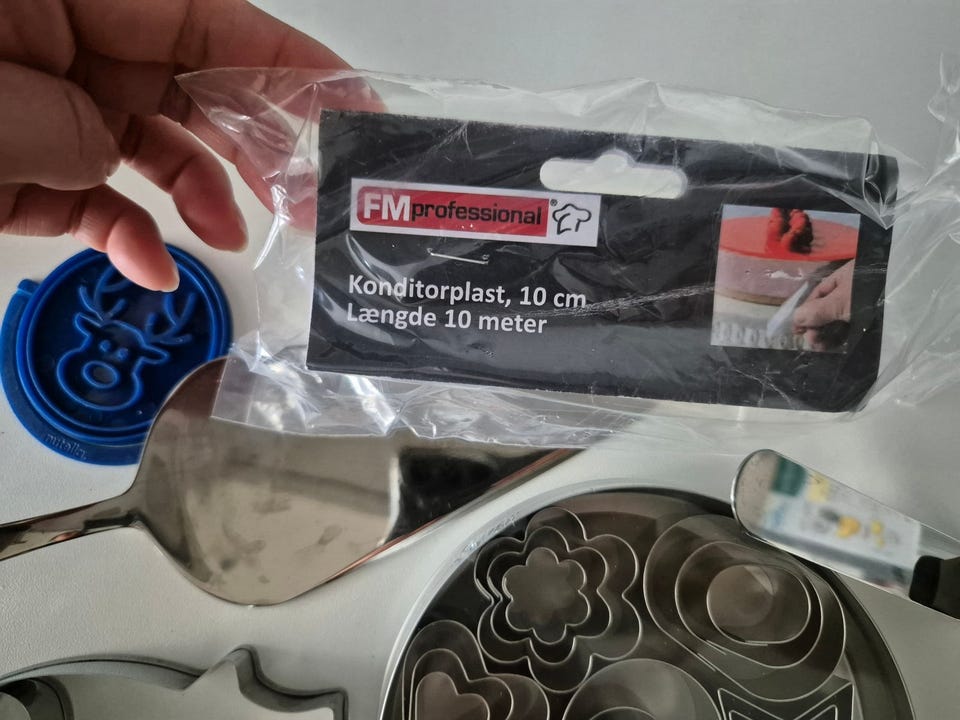 FMprofessional®
Konditorplast, 10 cm
Længde 10 meter